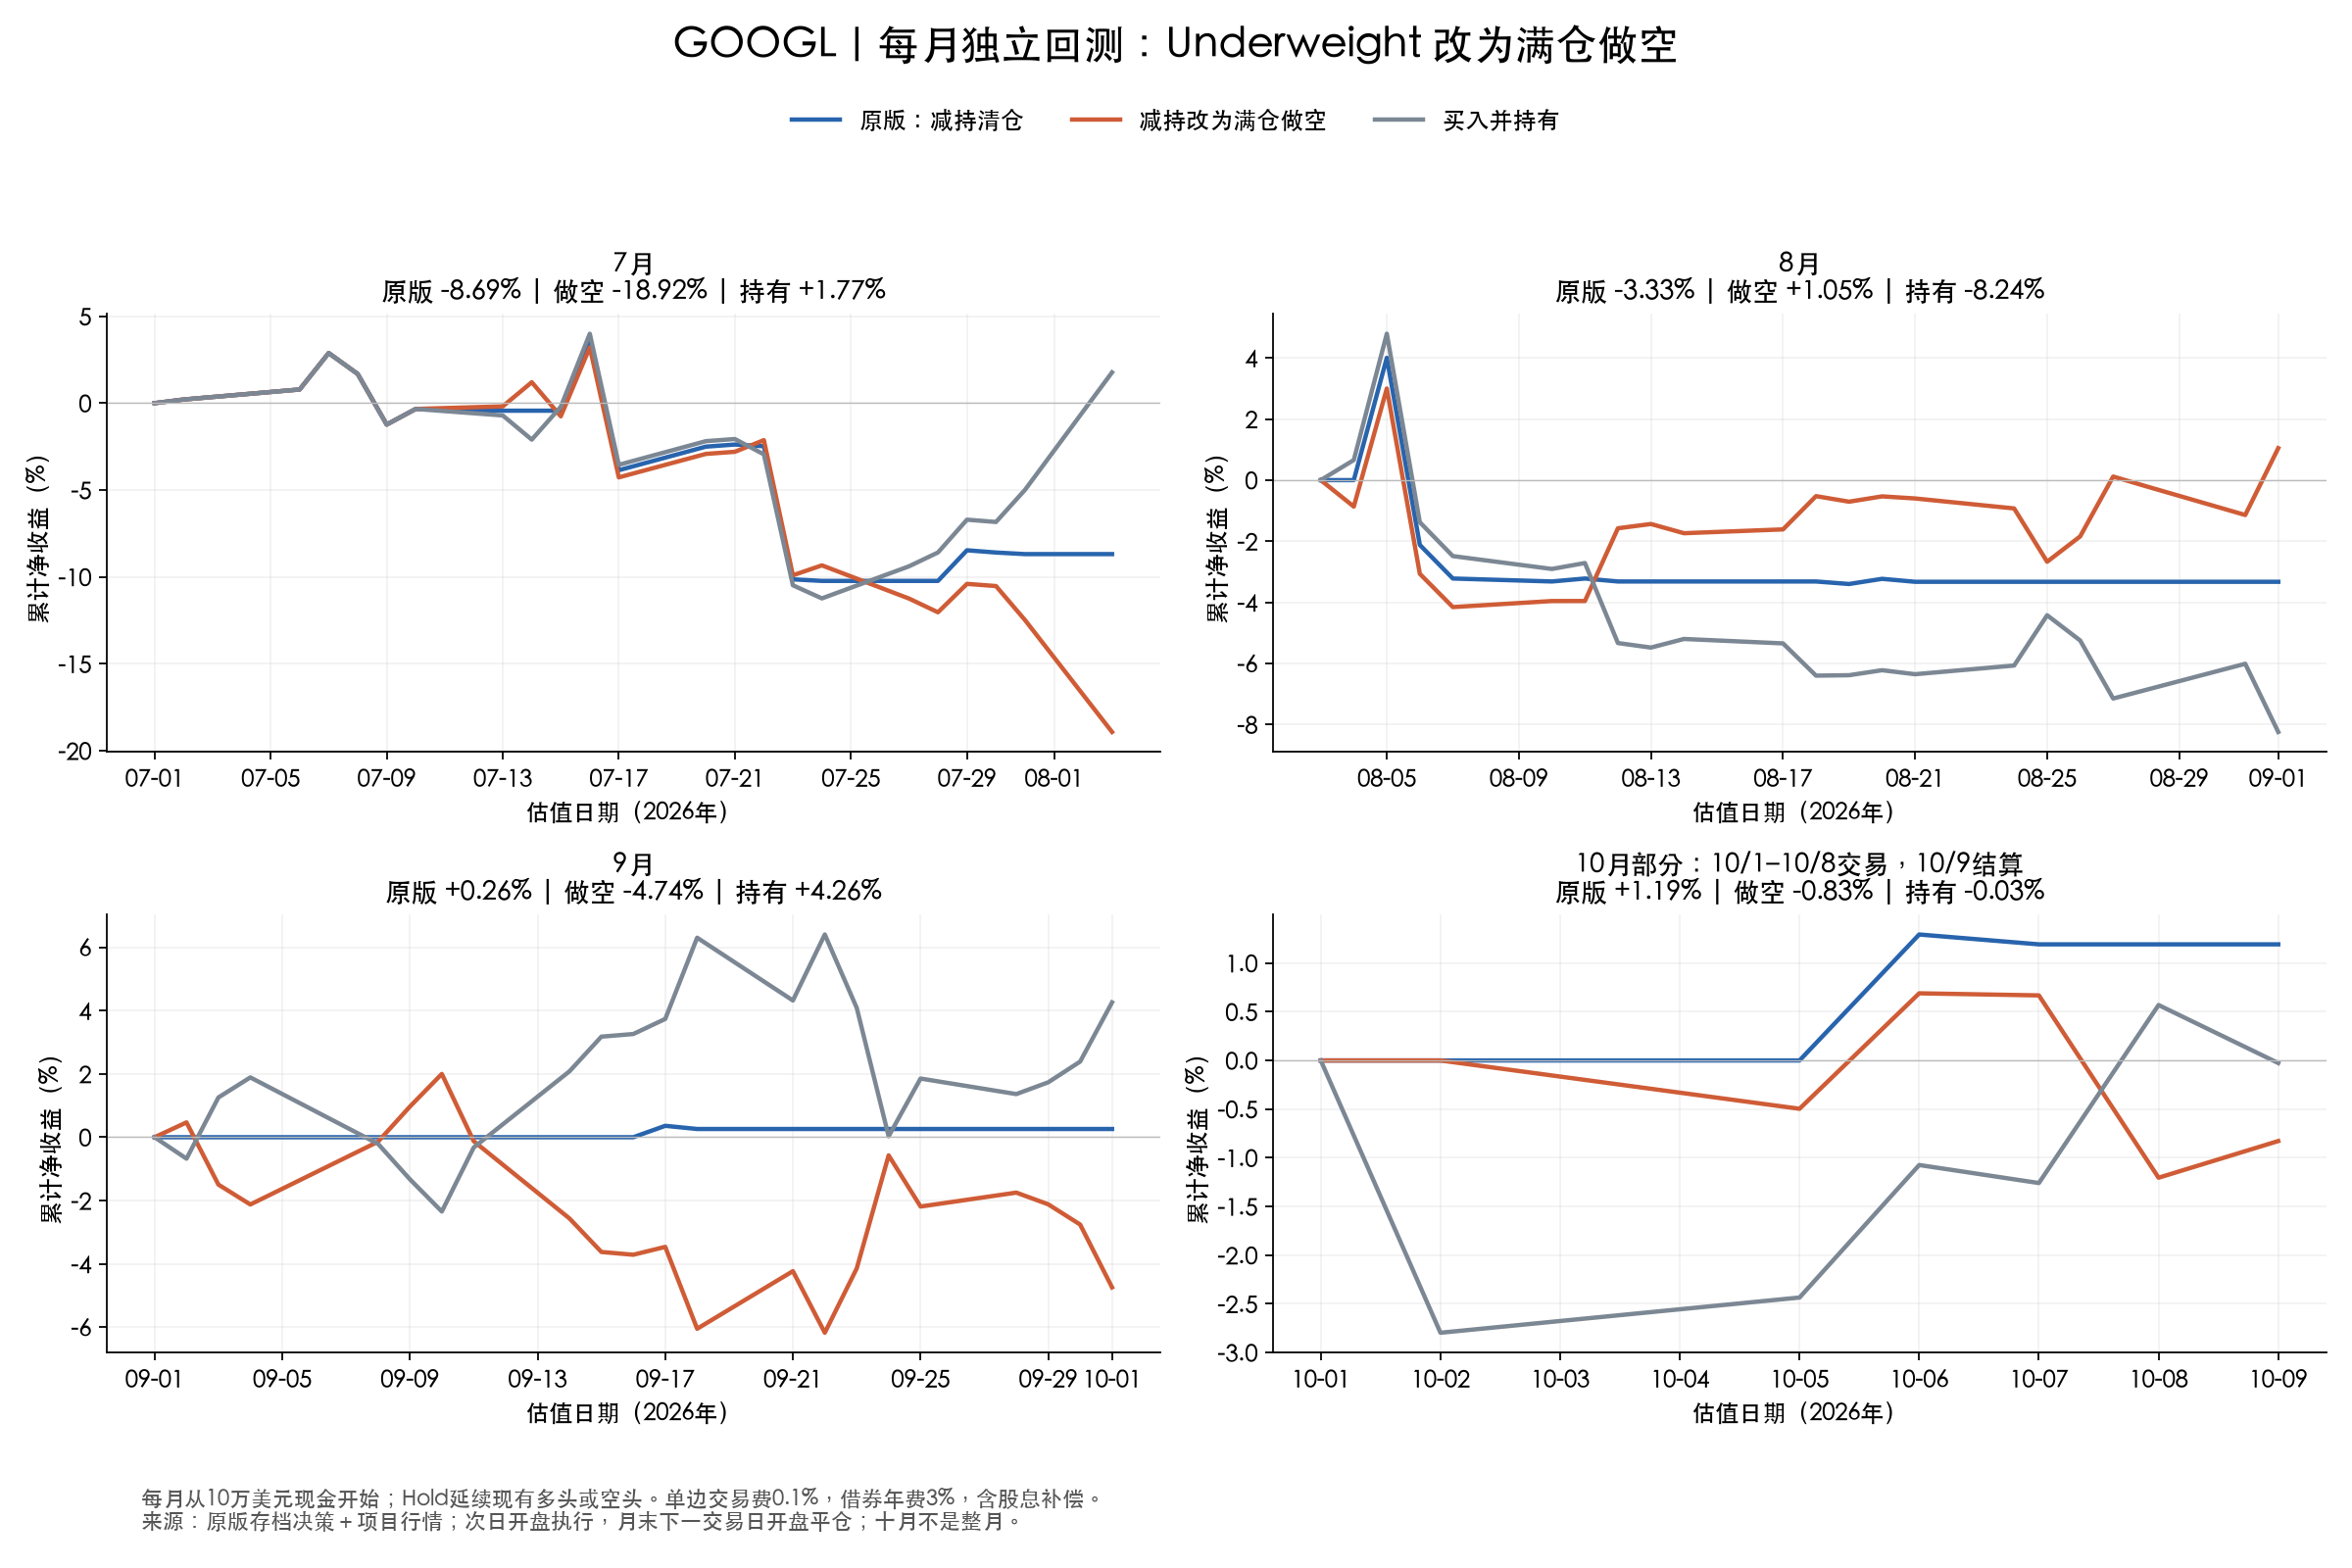 GOOGL | 每月独立回测：Underweight 改为满仓做空
原版：减持清仓
减持改为满仓做空
买入并持有
7月
原版 -8.69% | 做空 -18.92% | 持有 +1.77%
累计净收益（%）
5
0
-5
-10
-15
-20
07-01 07-05 07-09 07-13 07-17 07-21 07-25 07-29 08-01
估值日期（2026年）
8月
原版 -3.33% | 做空 +1.05% | 持有 -8.24%
累计净收益（%）
4
2
0
-2
-4
-6
-8
08-05 08-09 08-13 08-17 08-21 08-25 08-29 09-01
估值日期（2026年）
9月
原版 +0.26% | 做空 -4.74% | 持有 +4.26%
累计净收益（%）
6
4
2
0
-2
-4
-6
09-01 09-05 09-09 09-13 09-17 09-21 09-25 09-29 10-01
估值日期（2026年）
10月部分：10/1–10/8交易，10/9结算
原版 +1.19% | 做空 -0.83% | 持有 -0.03%
累计净收益（%）
1.0
0.5
0.0
-0.5
-1.0
-1.5
-2.0
-2.5
-3.0
10-01 10-02 10-03 10-04 10-05 10-06 10-07 10-08 10-09
估值日期（2026年）
每月从10万美元现金开始；Hold延续现有多头或空头。单边交易费0.1%，借券年费3%，含股息补偿。
来源：原版存档决策＋项目行情；次日开盘执行，月末下一交易日开盘平仓；十月不是整月。